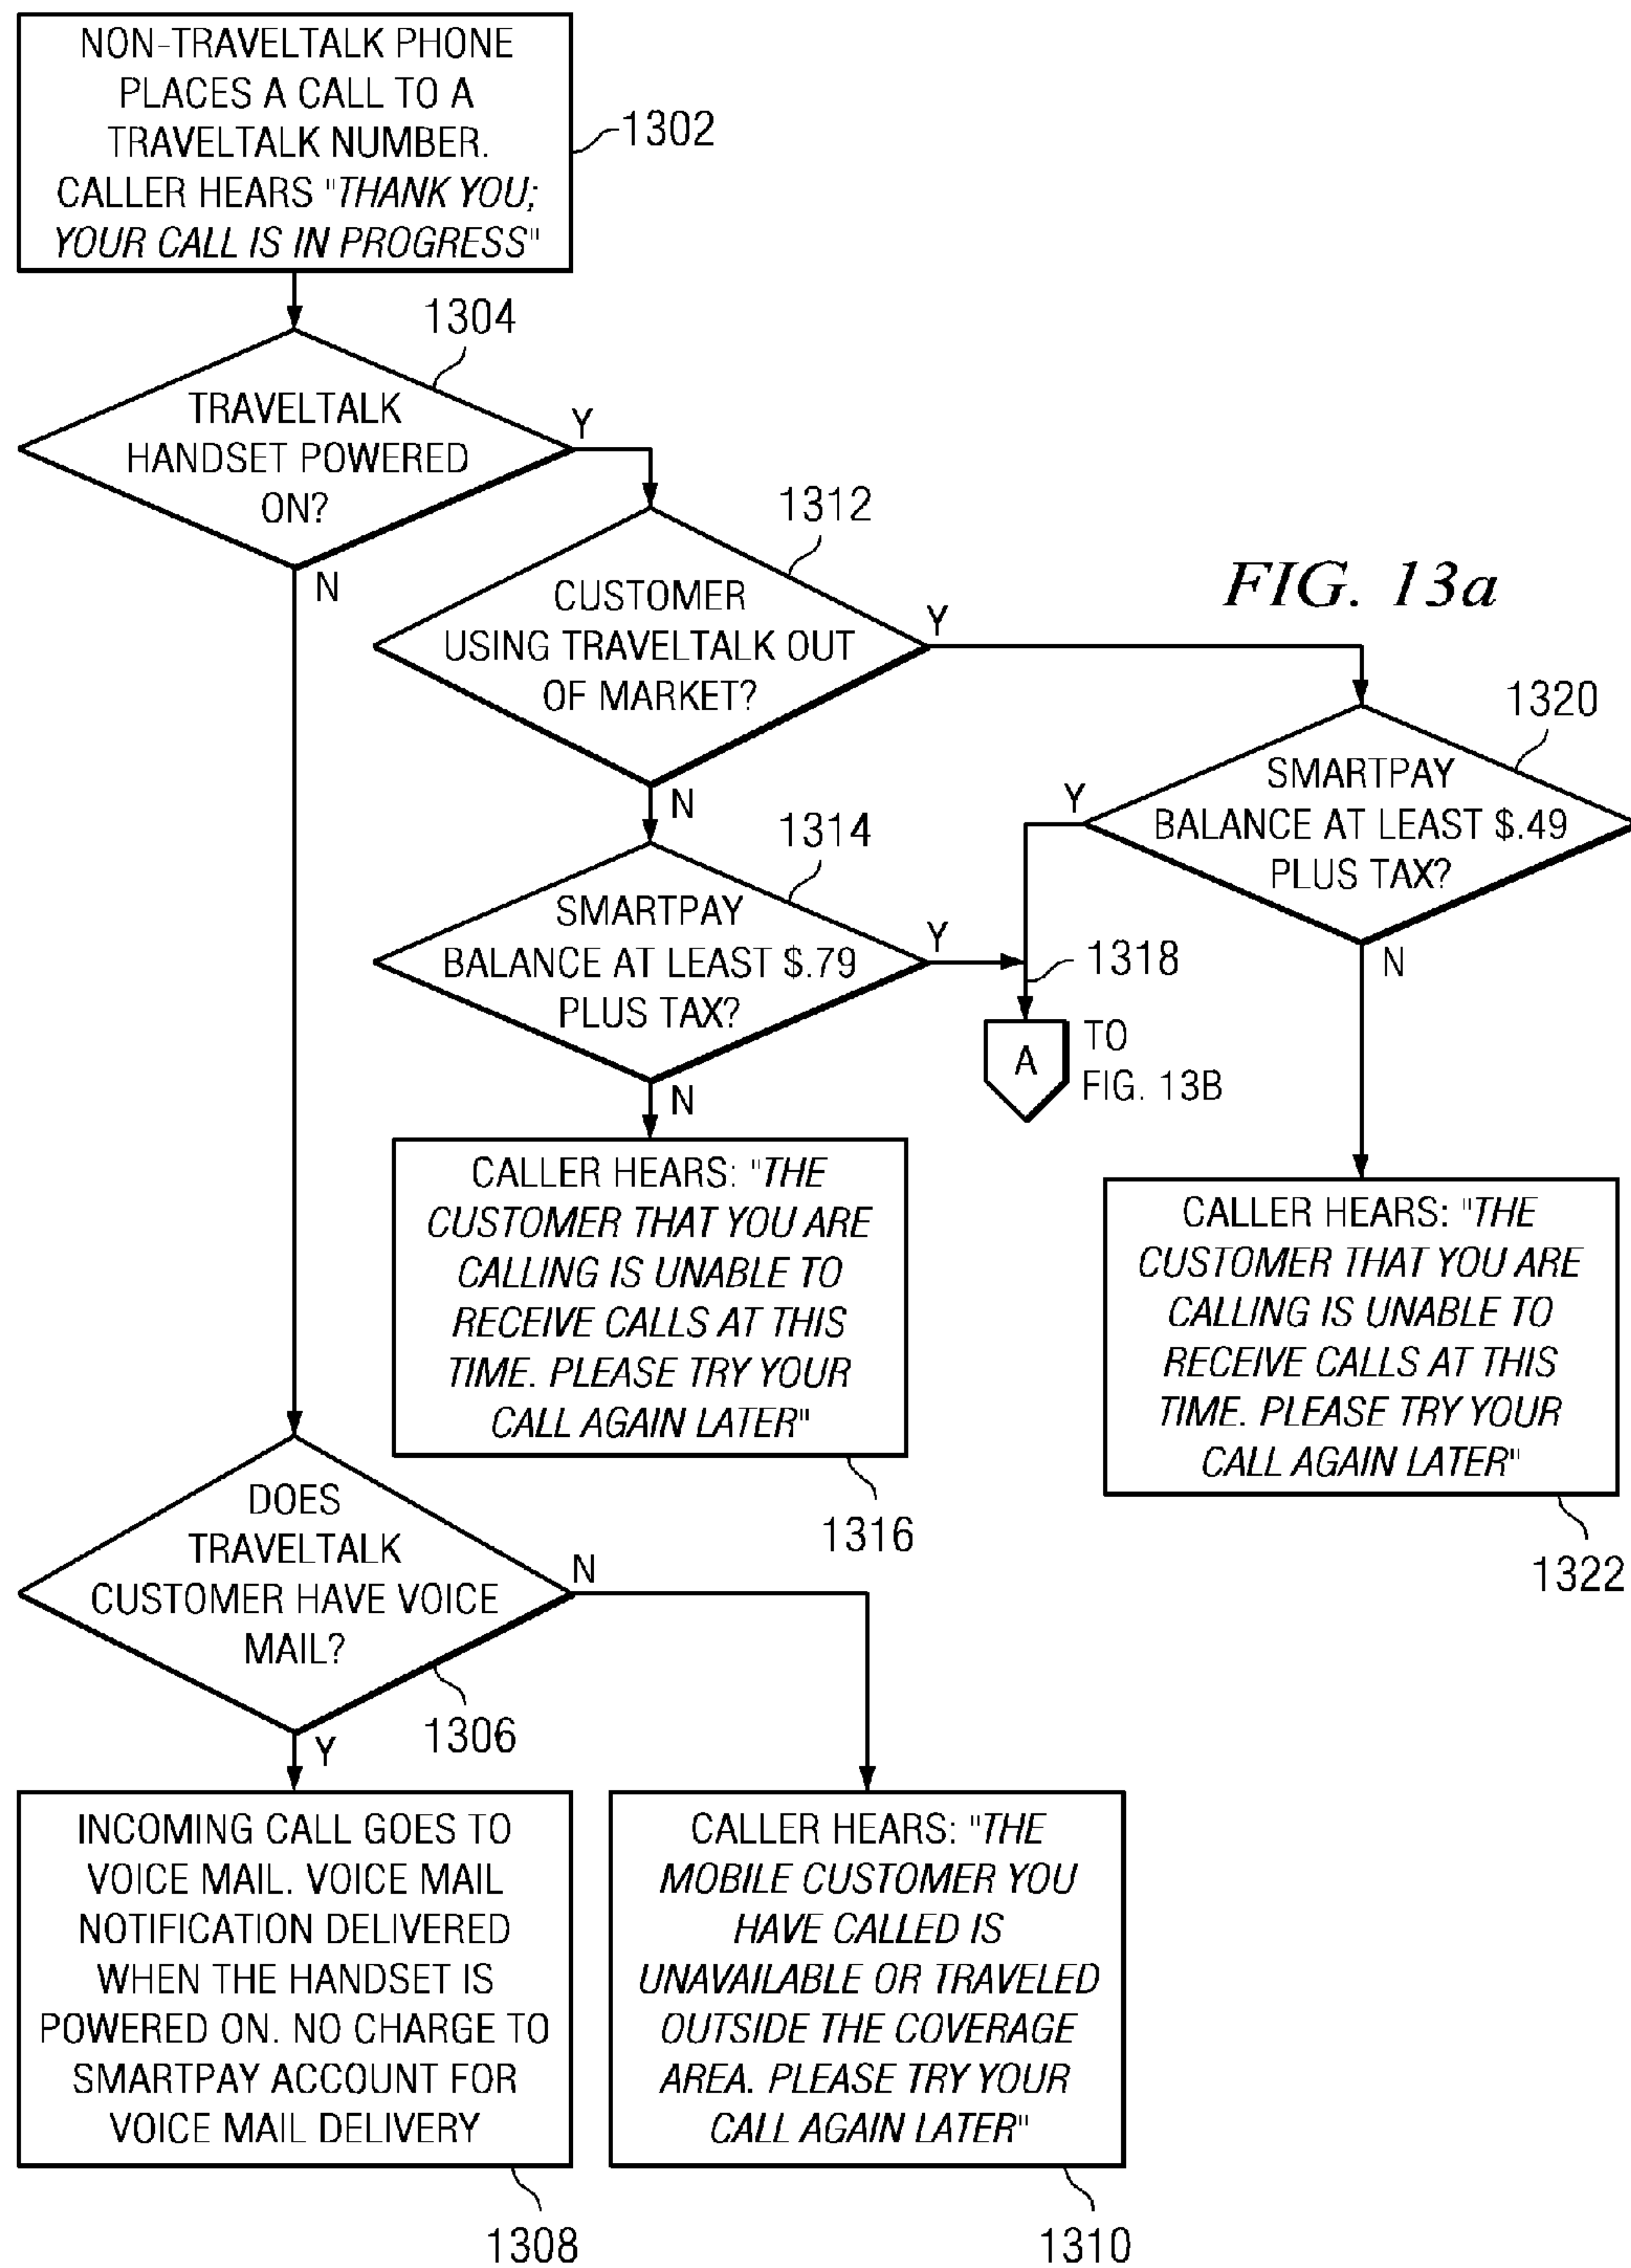 NON-TRAVELTALK PHONE
PLACES A CALL TO A
TRAVELTALK NUMBER.
CALLER HEARS "THANK YOU;
YOUR CALL IS IN PROGRESS"
1302
1304
TRAVELTALK
HANDSET POWERED
ON?
Y
N
1312
CUSTOMER
USING TRAVELTALK OUT
OF MARKET?
Y
N
FIG. 13a
1320
SMARTPAY
BALANCE AT LEAST $.49
PLUS TAX?
Y
N
1314
SMARTPAY
BALANCE AT LEAST $.79
PLUS TAX?
Y
N
1318
A
TO
FIG. 13B
CALLER HEARS: "THE
CUSTOMER THAT YOU ARE
CALLING IS UNABLE TO
RECEIVE CALLS AT THIS
TIME. PLEASE TRY YOUR
CALL AGAIN LATER"
1316
CALLER HEARS: "THE
CUSTOMER THAT YOU ARE
CALLING IS UNABLE TO
RECEIVE CALLS AT THIS
TIME. PLEASE TRY YOUR
CALL AGAIN LATER"
1322
DOES
TRAVELTALK
CUSTOMER HAVE VOICE
MAIL?
N
Y
1306
INCOMING CALL GOES TO
VOICE MAIL. VOICE MAIL
NOTIFICATION DELIVERED
WHEN THE HANDSET IS
POWERED ON. NO CHARGE TO
SMARTPAY ACCOUNT FOR
VOICE MAIL DELIVERY
1308
CALLER HEARS: "THE
MOBILE CUSTOMER YOU
HAVE CALLED IS
UNAVAILABLE OR TRAVELED
OUTSIDE THE COVERAGE
AREA. PLEASE TRY YOUR
CALL AGAIN LATER"
1310